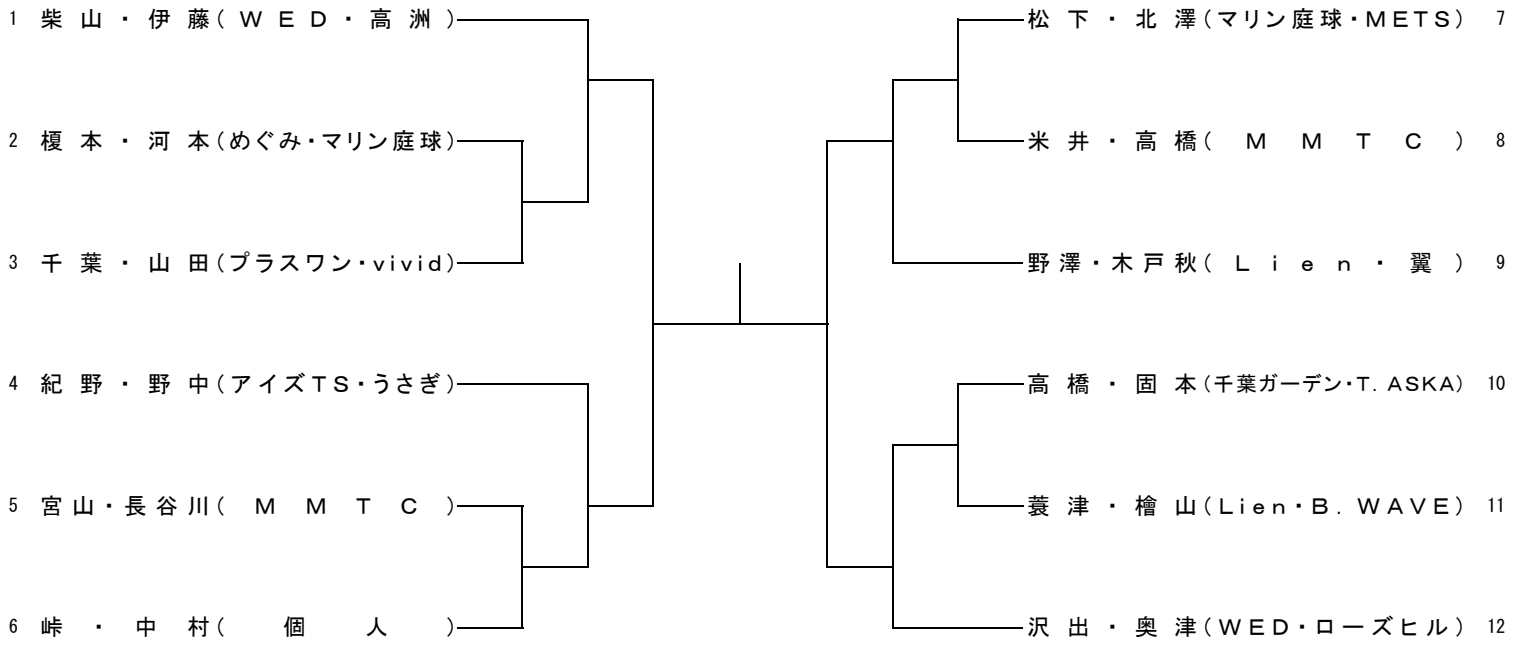 1 柴山・伊藤(WED・高洲)
2 榎本・河本(めぐみ・マリン庭球)
3 千葉・山田(プラスワン・vivid)
4 紀野・野中(アイズTS・うさぎ)
5 宮山・長谷川(MMTC)
6 峠・中村(個人)
松下・北澤(マリン庭球・METS) 7
米井・高橋(MMTC) 8
野澤・木戸秋(Lien・翼) 9
高橋・固本(千葉ガーデン・T.ASKA) 10
蓑津・檜山(Lien・B.WAVE) 11
沢出・奥津(WED・ローズヒル) 12